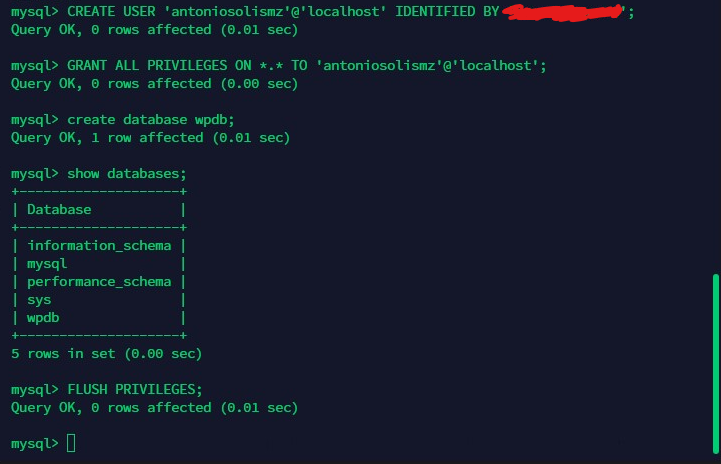 mysql> CREATE USER 'antoniosolismz'@'localhost' IDENTIFIED BY ';
Query OK, 0 rows affected (0.01 sec)
mysql> GRANT ALL PRIVILEGES ON *.* TO 'antoniosolismz'@'localhost';
Query OK, 0 rows affected (0.00 sec)
mysql> create database wpdb;
Query OK, 1 row affected (0.01 sec)
mysql> show databases;
+--------------------+
| Database           |
+--------------------+
| information_schema |
| mysql              |
| performance_schema |
| sys                |
| wpdb               |
+--------------------+
5 rows in set (0.00 sec)
mysql> FLUSH PRIVILEGES;
Query OK, 0 rows affected (0.01 sec)
mysql>